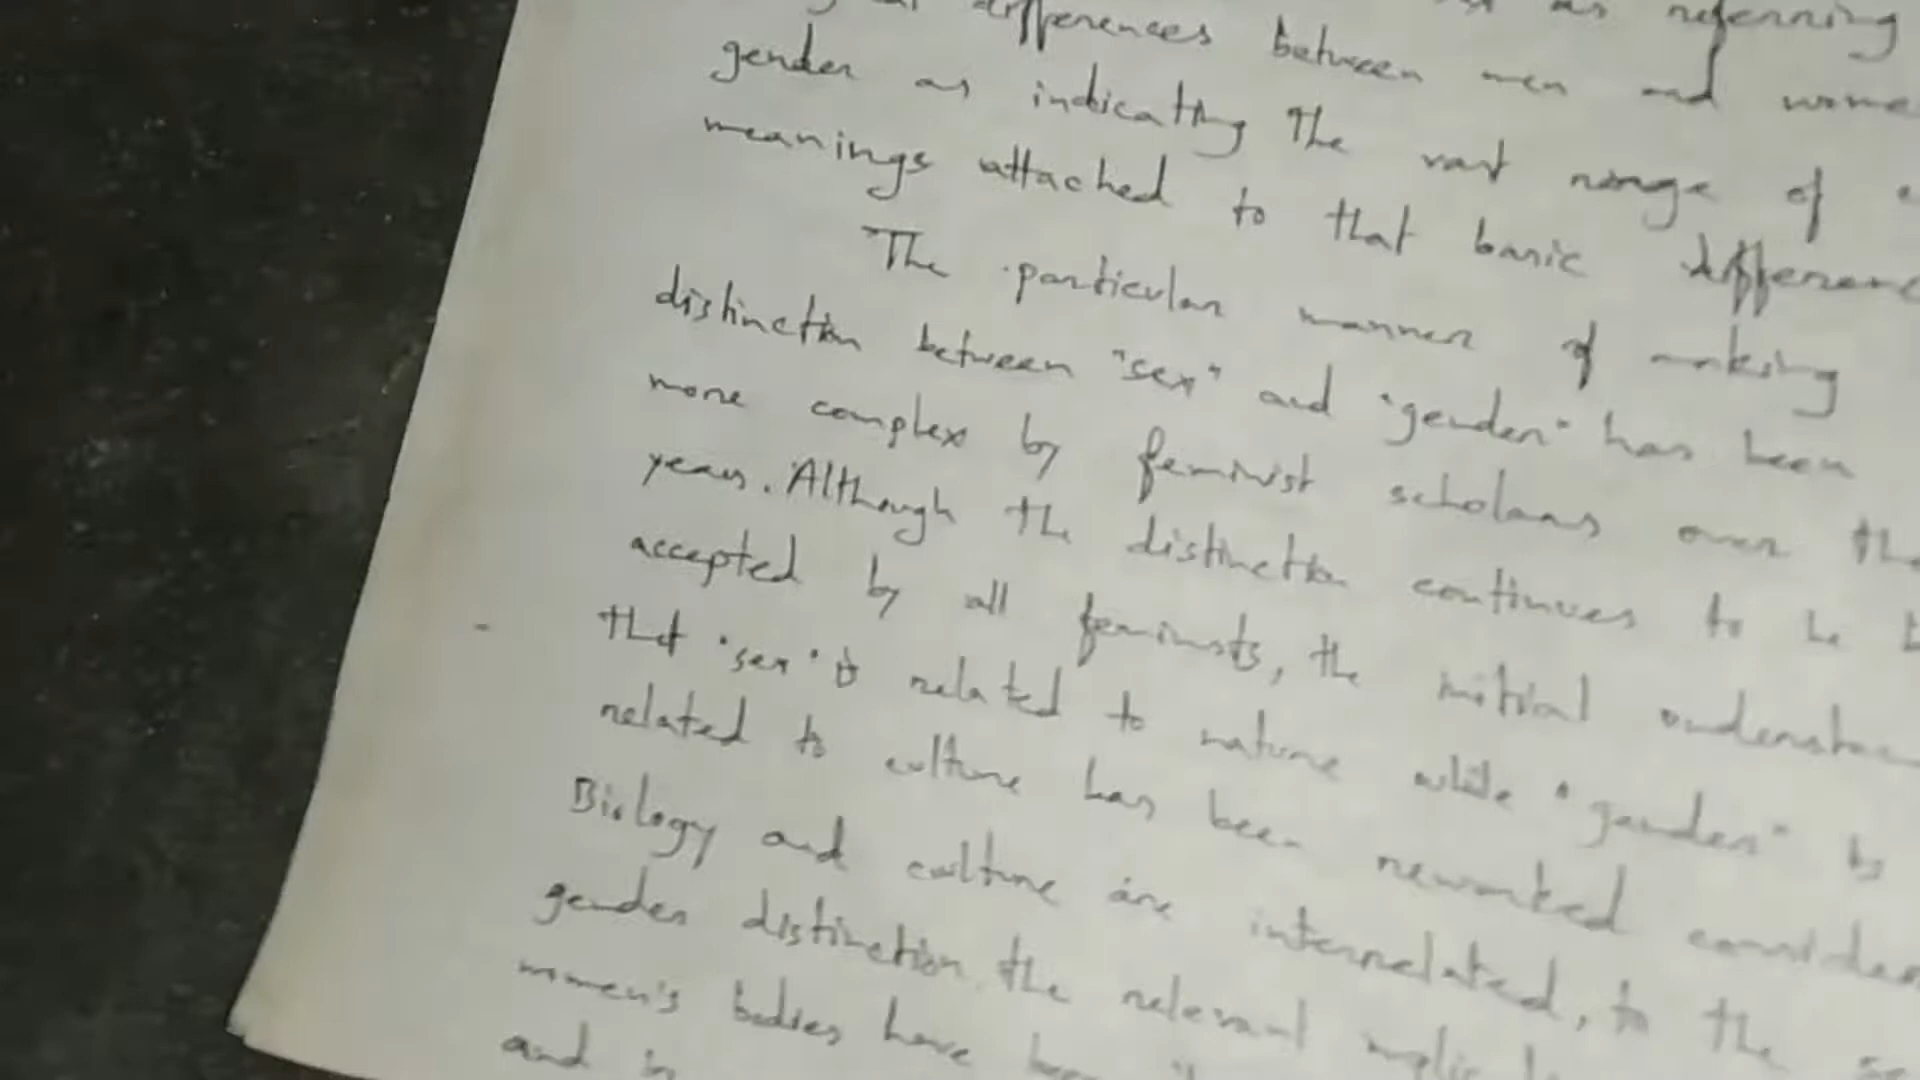 as referring
differences between men and
gender as indicating the vast range of
meanings attached to that basic
The particular manner of making
distinction between "sex" and "gender" has been
more complex by feminist scholars over the
years. Although the distinction continues to be
accepted by all feminists, the initial
that "sex" is related to nature while "gender" is
related to culture has been reworked
Biology and culture are interrelated, to the
gender distinction, the relevant
women's bodies have
and in